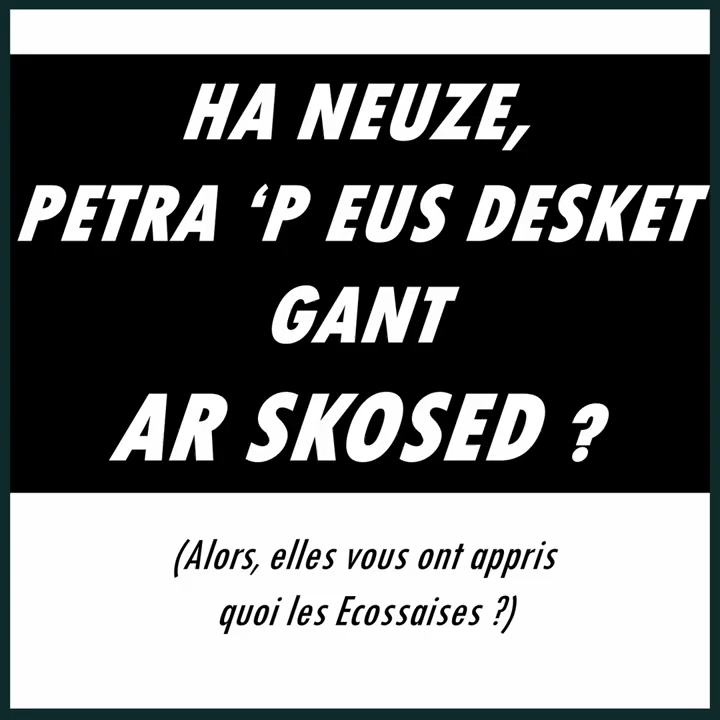 HA NEUZE,
PETRA ‘P EUS DESKET
GANT
AR SKOSED ?
(Alors, elles vous ont appris
quoi les Ecossaises ?)